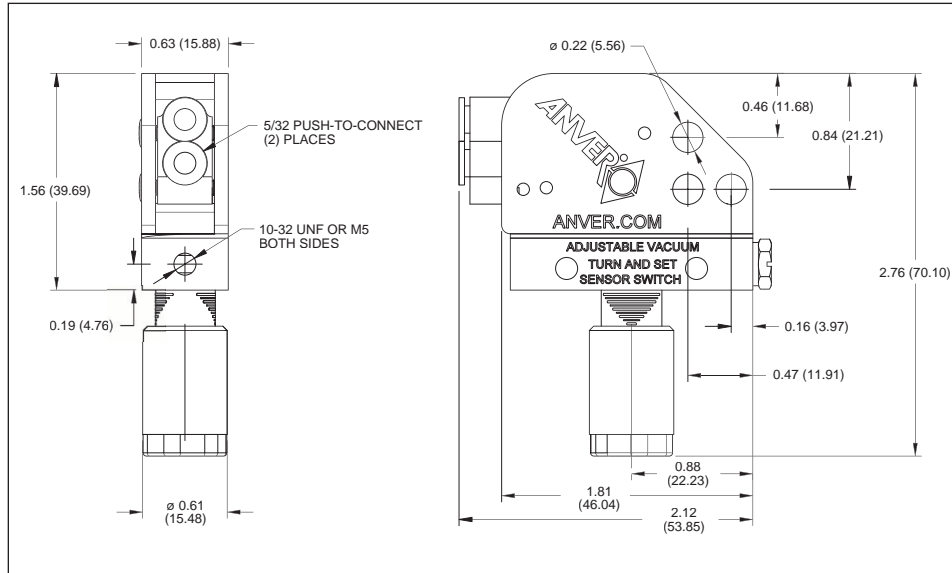 0.63 (15.88)
5/32 PUSH-TO-CONNECT
(2) PLACES
1.56 (39.69)
10-32 UNF OR M5
BOTH SIDES
0.19 (4.76)
ø 0.61
(15.48)
ø 0.22 (5.56)
0.46 (11.68)
0.84 (21.21)
ANVER
ANVER.COM
ADJUSTABLE VACUUM
TURN AND SET
SENSOR SWITCH
2.76 (70.10)
0.16 (3.97)
0.47 (11.91)
0.88
(22.23)
1.81
(46.04)
2.12
(53.85)